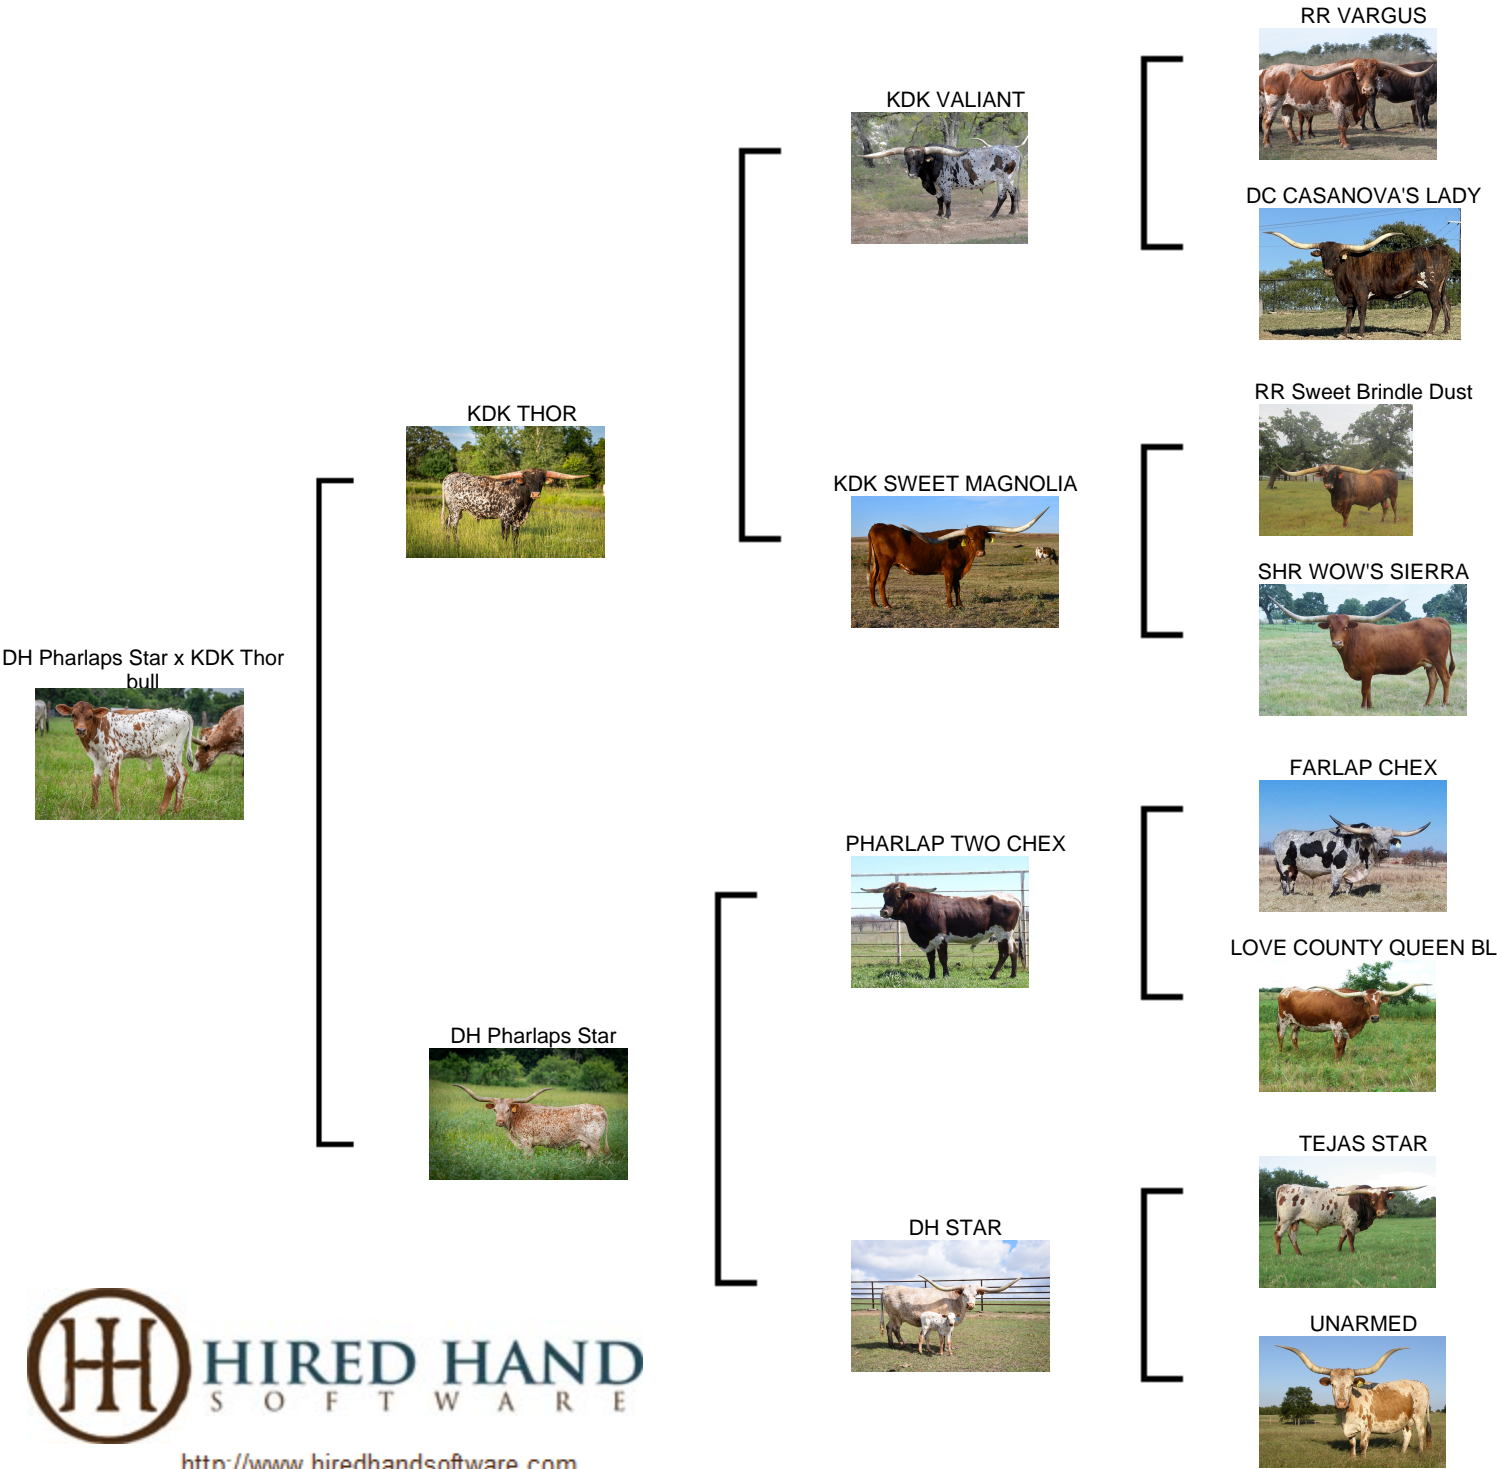 RR VARGUS
KDK VALIANT
DC CASANOVA'S LADY
RR Sweet Brindle Dust
KDK THOR
KDK SWEET MAGNOLIA
SHR WOW'S SIERRA
DH Pharlaps Star x KDK Thor
bull
FARLAP CHEX
PHARLAP TWO CHEX
LOVE COUNTY QUEEN BL
DH Pharlaps Star
TEJAS STAR
DH STAR
UNARMED
HIRED HAND
SOFTWARE
http://www.hiredhandsoftware.com